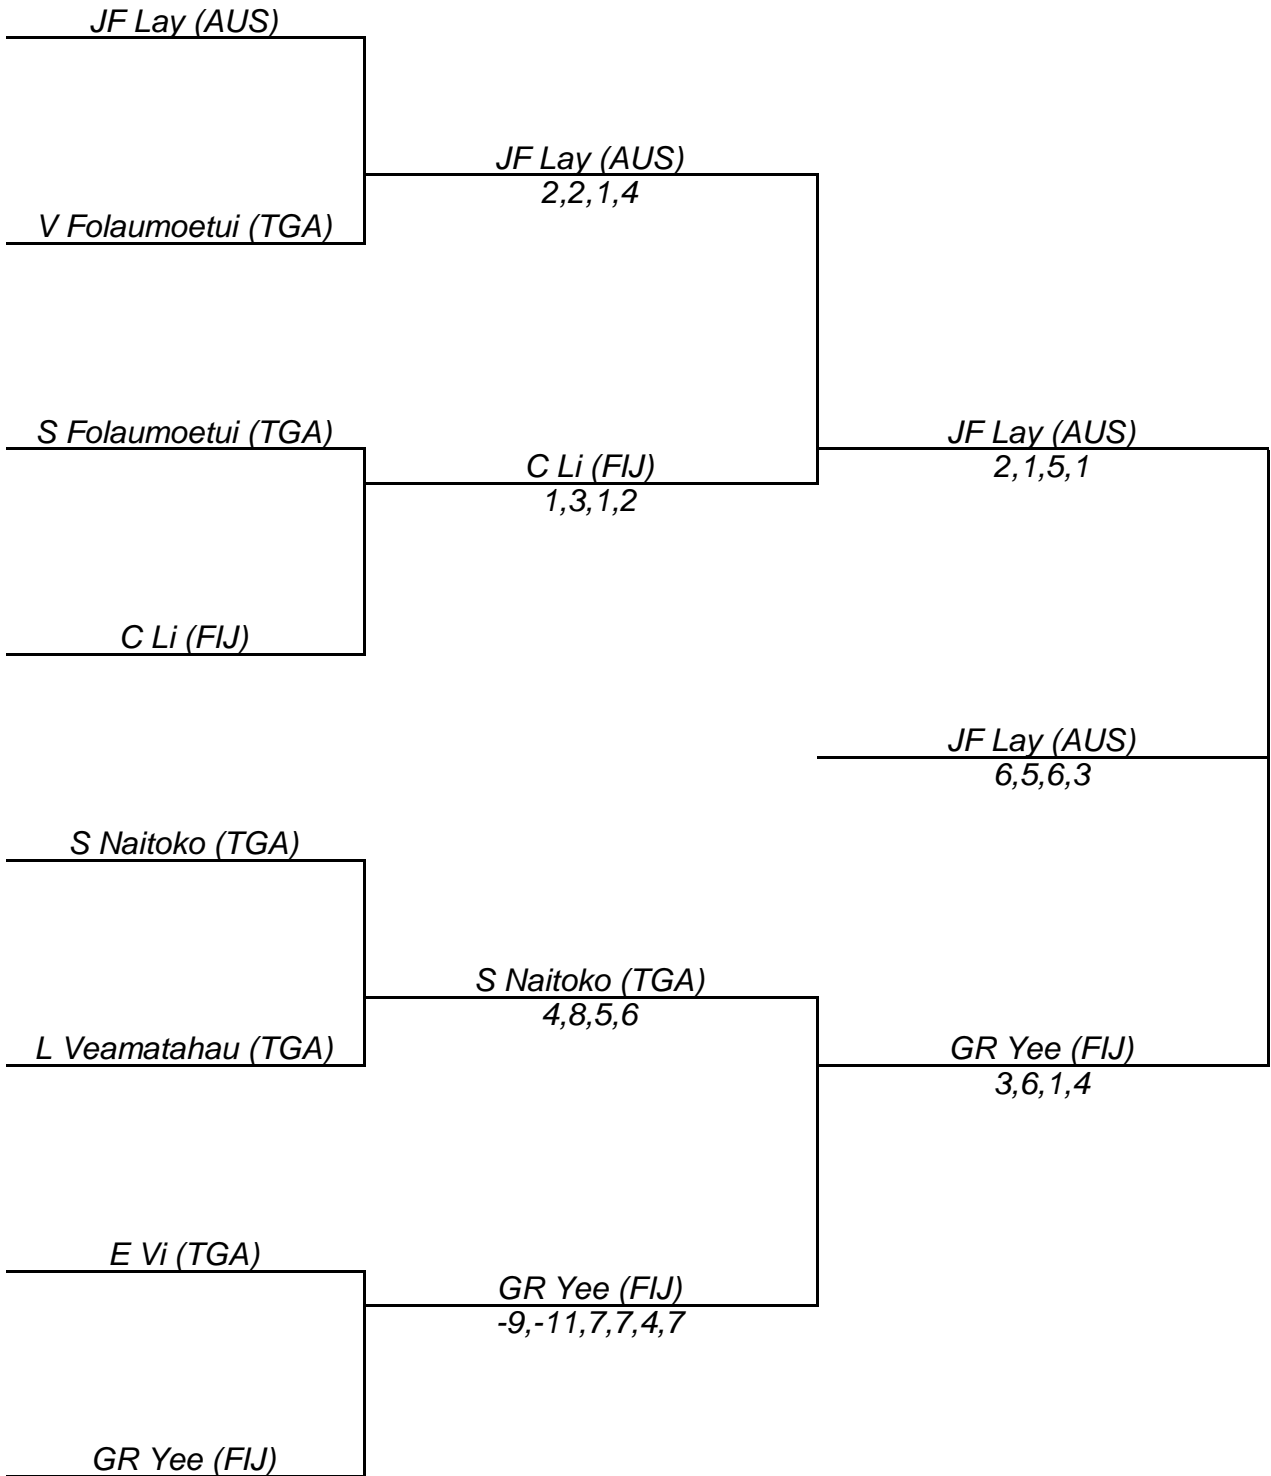 JF Lay (AUS)
JF Lay (AUS)
2,2,1,4
V Folaumoetui (TGA)
S Folaumoetui (TGA)
JF Lay (AUS)
2,1,5,1
C Li (FIJ)
1,3,1,2
C Li (FIJ)
JF Lay (AUS)
6,5,6,3
S Naitoko (TGA)
S Naitoko (TGA)
4,8,5,6
L Veamatahau (TGA)
GR Yee (FIJ)
3,6,1,4
E Vi (TGA)
GR Yee (FIJ)
-9,-11,7,7,4,7
GR Yee (FIJ)